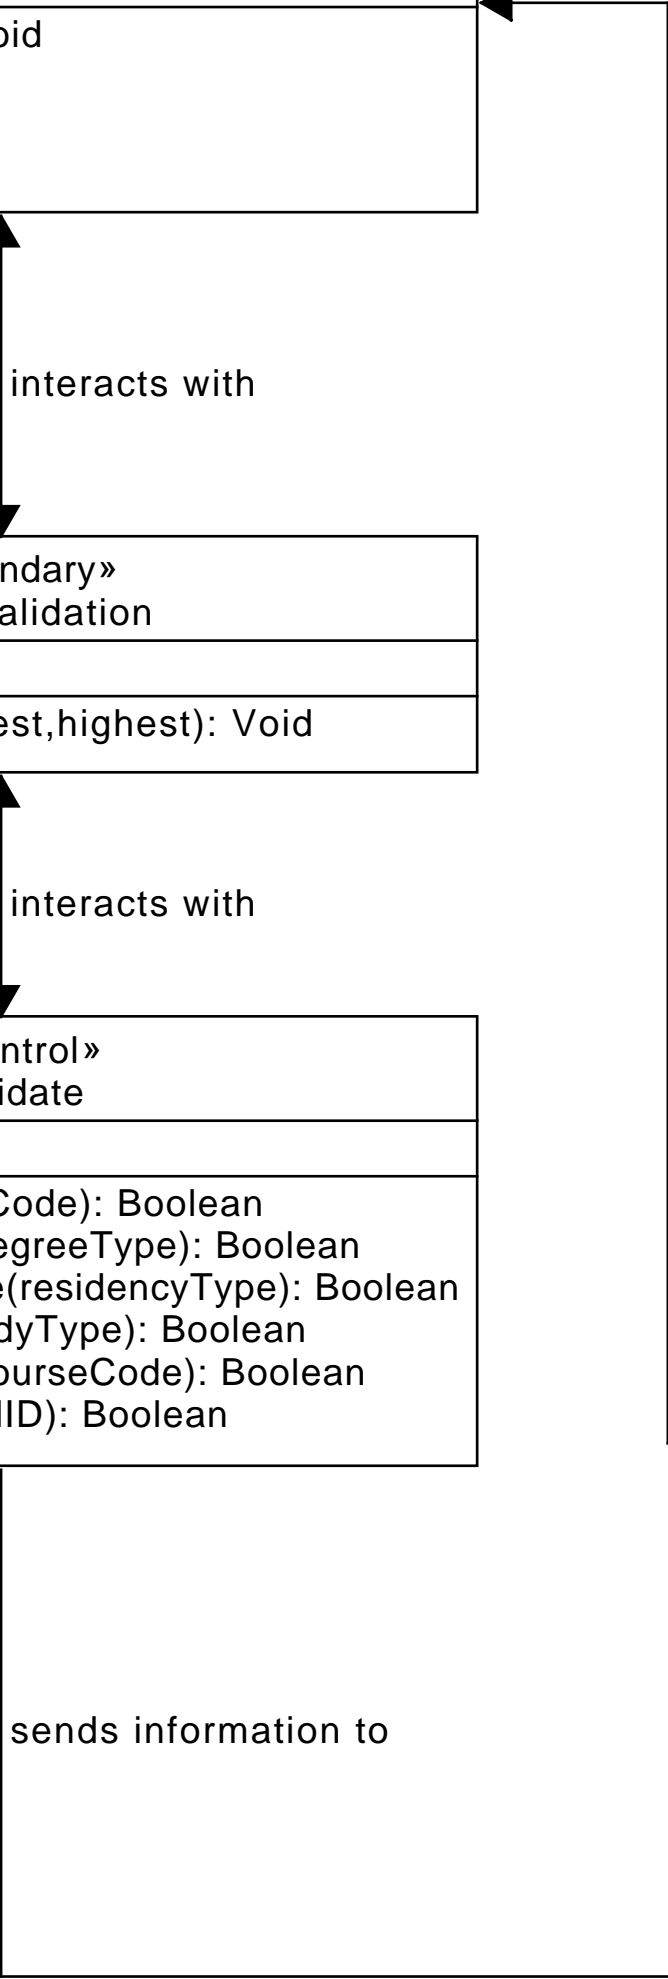 oid
interacts with
ndary»
alidation
est,highest): Void
interacts with
ntrol»
idate
Code): Boolean
egreeType): Boolean
e(residencyType): Boolean
dyType): Boolean
ourseCode): Boolean
lID): Boolean
sends information to